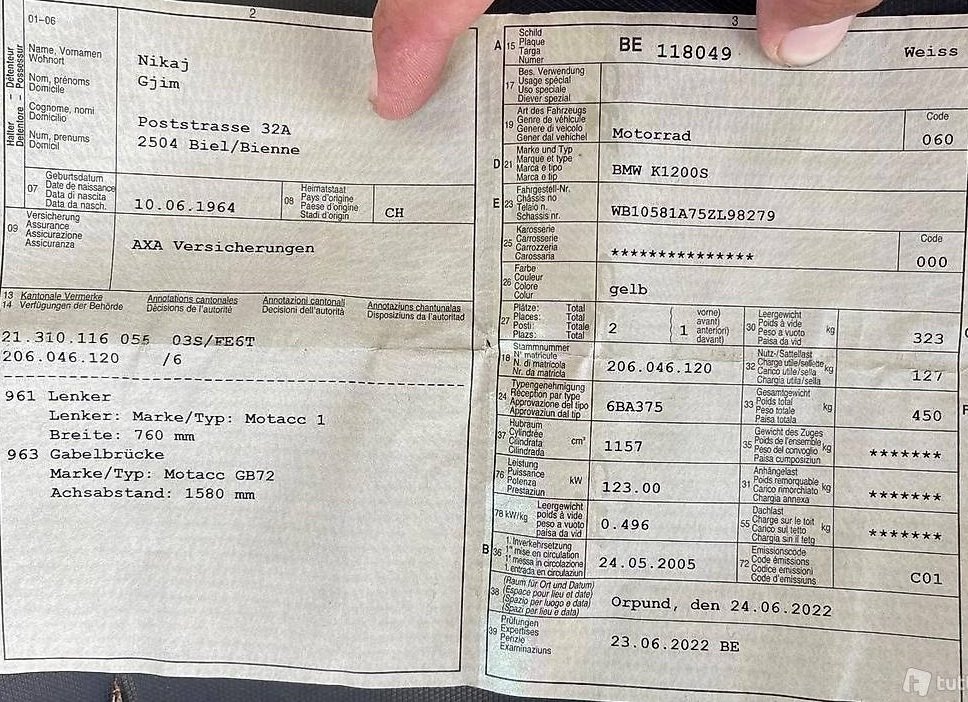 2
01-06
Halter – Détenteur
Detentore – Possessur
Name, Vornamen
Wohnort
Nom, prénoms
Domicile
Cognome, nomi
Domicilio
Num, prenums
Domicil
Nikaj
Gjim
Poststrasse 32A
2504 Biel/Bienne
07
Geburtsdatum
Date de naissance
Data di nascita
Data da nasch.
10.06.1964
08
Heimatstaat
Pays d'origine
Paese d'origine
Stadi d'origin
CH
09
Versicherung
Assurance
Assicurazione
Assicuranza
AXA Versicherungen
13 Kantonale Vermerke Annotations cantonales Annotazioni cantonali Annotaziuns chantunalas
14 Verfügungen der Behörde Décisions de l'autorité Decisioni dell'autorità Disposiziuns da l'autoritad
21.310.116 055 03S/FE6T
206.046.120 /6
961 Lenker
Lenker: Marke/Typ: Motacc 1
Breite: 760 mm
963 Gabelbrücke
Marke/Typ: Motacc GB72
Achsabstand: 1580 mm
3
A 15
Schild
Plaque
Targa
Numer
BE 118049 Weiss
17
Bes. Verwendung
Usage spécial
Uso speciale
Diever spezial
19
Art des Fahrzeugs
Genre de véhicule
Genere di veicolo
Gener dal vehichel
Motorrad
Code
060
D 21
Marke und Typ
Marque et type
Marca e tipo
Marca e tip
BMW K1200S
E 23
Fahrgestell-Nr.
Châssis no
Telaio n.
Schassis nr.
WB10581A75ZL98279
25
Karosserie
Carrosserie
Carrozzeria
Carossaria
***************
Code
000
26
Farbe
Couleur
Colore
Colur
gelb
27
Plätze: Total
Places: Total
Posti: Totale
Plazs: Total
2
vorne)
avant)
anteriori)
davant)
1
30
Leergewicht
Poids à vide
Peso a vuoto
Paisa da vid
kg
323
18
Stammnummer
N° matricule
N. di matricola
Nr. da matricla
206.046.120
32
Nutz-/Sattellast
Charge utile/sellette
Carico utile/sella
Chargia utila/sella
kg
127
24
Typengenehmigung
Réception par type
Approvazione del tipo
Approvaziun dal tip
6BA375
33
Gesamtgewicht
Poids total
Peso totale
Paisa totala
kg
450
37
Hubraum
Cylindrée
Cilindrata
Cilindrada
cm³
1157
35
Gewicht des Zuges
Poids de l'ensemble
Peso del convoglio
Paisa cumposiziun
kg
*******
76
Leistung
Puissance
Potenza
Prestaziun
kW
123.00
31
Anhängelast
Poids remorquable
Carico rimorchiato
Chargia annexa
kg
*******
78 kW/kg
Leergewicht
poids à vide
peso a vuoto
paisa da vid
0.496
55
Dachlast
Charge sur le toit
Carico sul tetto
Chargia sin il tetg
kg
*******
B 36
1. Inverkehrsetzung
1re mise en circulation
1a messa in circolazione
1. entrada en circulaziun
24.05.2005
72
Emissionscode
Code émissions
Codice emissioni
Code d'emissiuns
C01
38
(Raum für Ort und Datum)
(Espace pour lieu et date)
(Spazio per luogo e data)
(Spazi per lieu e data)
Orpund, den 24.06.2022
39
Prüfungen
Expertises
Perizie
Examinaziuns
23.06.2022 BE